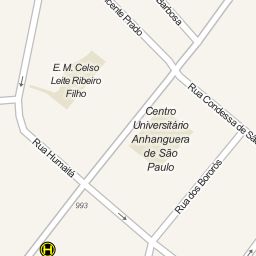 cente Prado
Barbosa
E. M. Celso
Leite Ribeiro
Filho
Rua Condessa de Sã
Centro
Universitário
Anhanguera
de São
Paulo
Rua Humaitá
Rua dos Bororós
993
H